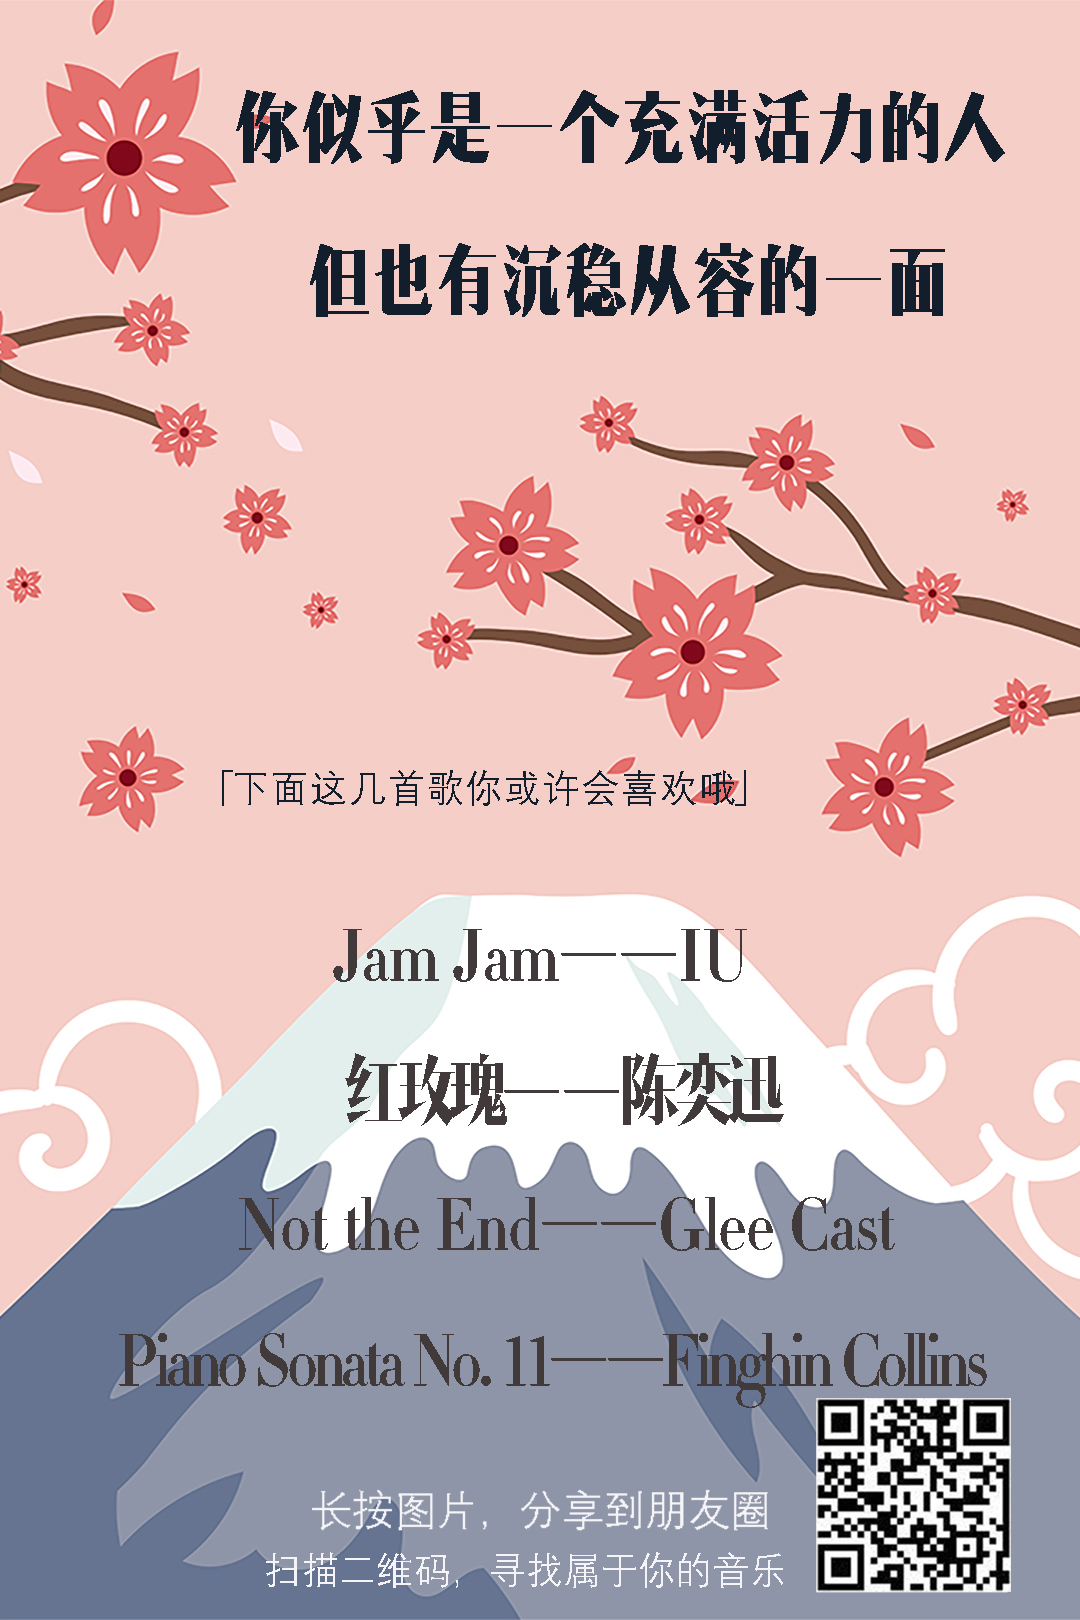 你似乎是一个充满活力的人
但也有沉稳从容的一面
「下面这几首歌你或许会喜欢哦」
Jam Jam——IU
红玫瑰——陈奕迅
Not the End——Glee Cast
Piano Sonata No. 11——Finghin Collins
长按图片，分享到朋友圈
扫描二维码，寻找属于你的音乐